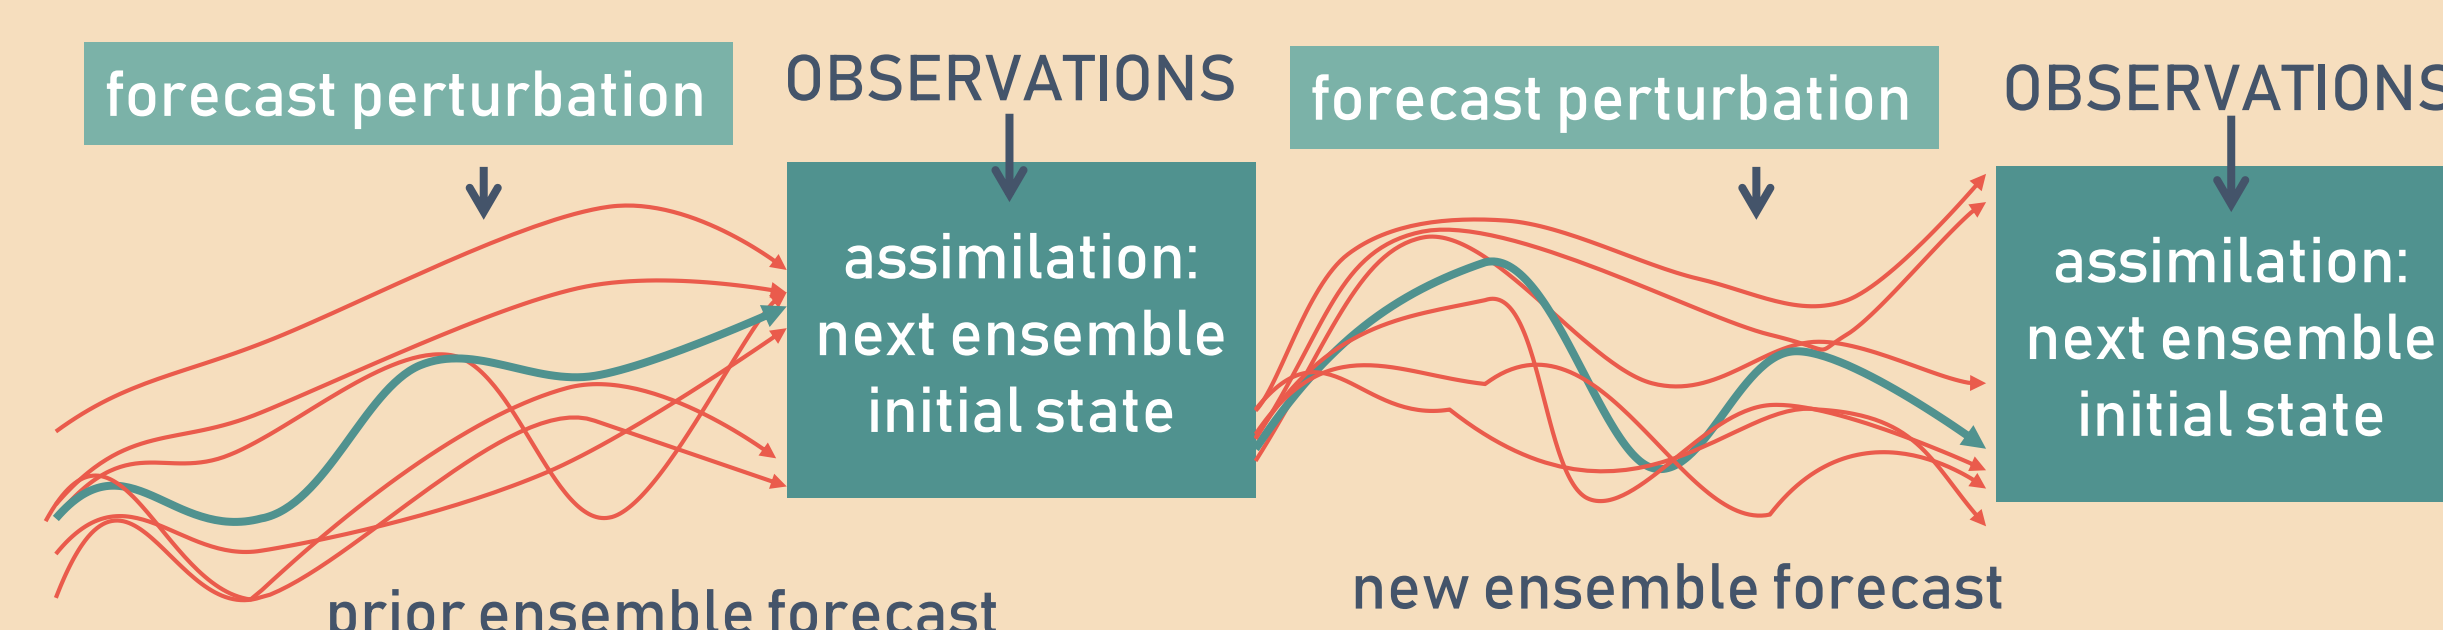 forecast perturbation
OBSERVATIONS
assimilation:
next ensemble
initial state
prior ensemble forecast
forecast perturbation
OBSERVATIONS
assimilation:
next ensemble
initial state
new ensemble forecast